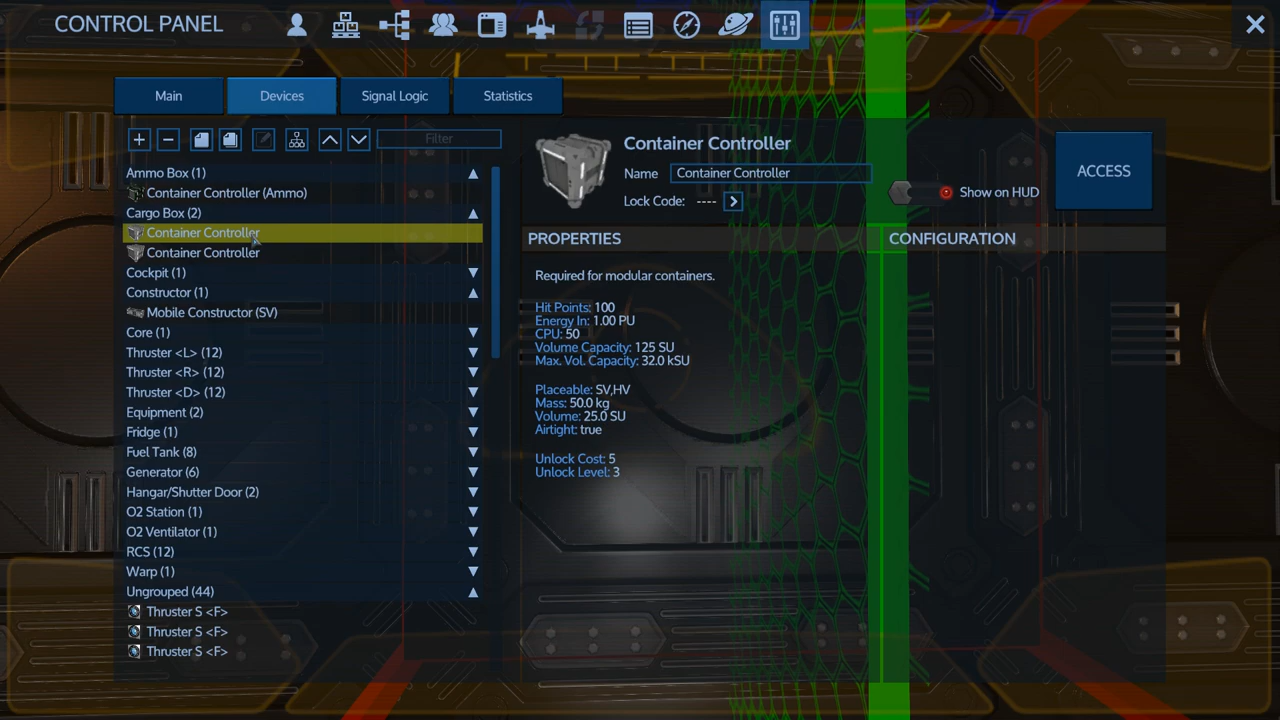 CONTROL PANEL
Main
Devices
Signal Logic
Statistics
Filter
Ammo Box (1)
Container Controller (Ammo)
Cargo Box (2)
Container Controller
Container Controller
Cockpit (1)
Constructor (1)
Mobile Constructor (SV)
Core (1)
Thruster <L> (12)
Thruster <R> (12)
Thruster <D> (12)
Equipment (2)
Fridge (1)
Fuel Tank (8)
Generator (6)
Hangar/Shutter Door (2)
O2 Station (1)
O2 Ventilator (1)
RCS (12)
Warp (1)
Ungrouped (44)
Thruster S <F>
Thruster S <F>
Thruster S <F>
Container Controller
Name Container Controller
Lock Code: ----
Show on HUD
ACCESS
PROPERTIES
Required for modular containers.
Hit Points: 100
Energy In: 1.00 PU
CPU: 50
Volume Capacity: 125 SU
Max. Vol. Capacity: 32.0 kSU
Placeable: SV,HV
Mass: 50.0 kg
Volume: 25.0 SU
Airtight: true
Unlock Cost: 5
Unlock Level: 3
CONFIGURATION